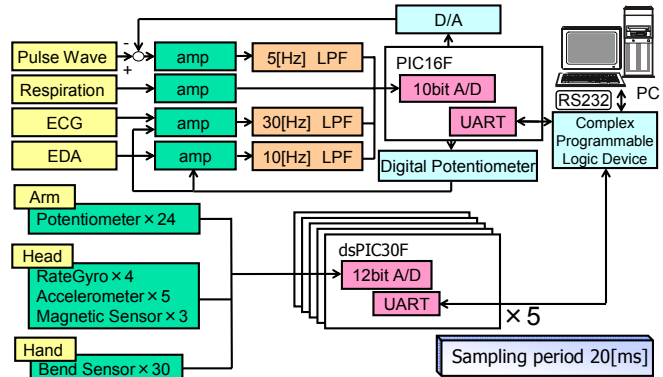 D/A
-
Pulse Wave
+
amp
5[Hz] LPF
PIC16F
Respiration
amp
10bit A/D
RS232
PC
ECG
amp
30[Hz] LPF
UART
Complex
Programmable
Logic Device
EDA
amp
10[Hz] LPF
Digital Potentiometer
Arm
Potentiometer×24
Head
RateGyro×4
Accelerometer×5
Magnetic Sensor×3
dsPIC30F
12bit A/D
UART
×5
Hand
Bend Sensor×30
Sampling period 20[ms]